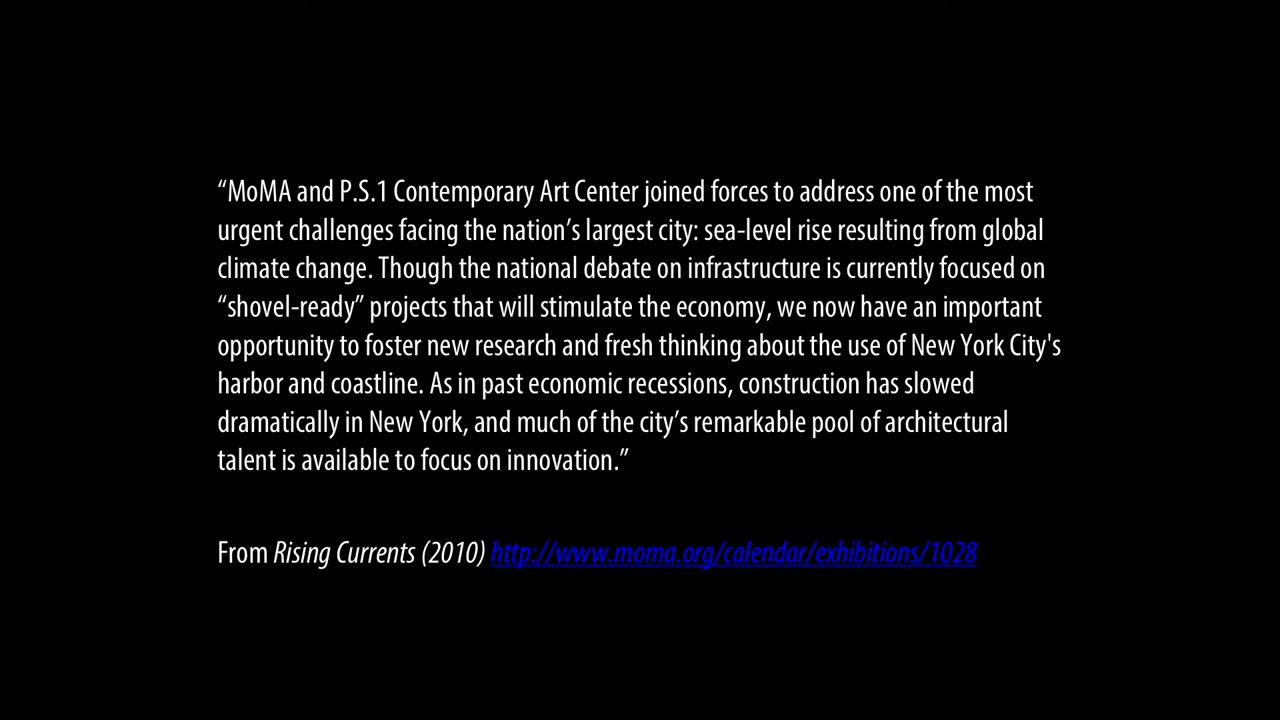 “MoMA and P.S.1 Contemporary Art Center joined forces to address one of the most
urgent challenges facing the nation’s largest city: sea-level rise resulting from global
climate change. Though the national debate on infrastructure is currently focused on
“shovel-ready” projects that will stimulate the economy, we now have an important
opportunity to foster new research and fresh thinking about the use of New York City's
harbor and coastline. As in past economic recessions, construction has slowed
dramatically in New York, and much of the city’s remarkable pool of architectural
talent is available to focus on innovation.”
From Rising Currents (2010) http://www.moma.org/calendar/exhibitions/1028